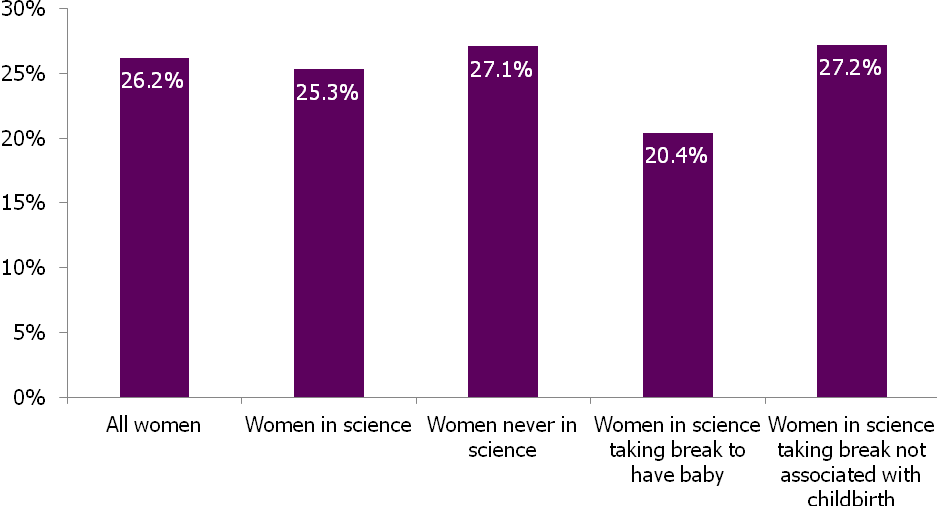 30%
25%
20%
15%
10%
5%
0%
26.2%
25.3%
27.1%
20.4%
27.2%
All women
Women in science
Women never in
science
Women in science
taking break to
have baby
Women in science
taking break not
associated with
childbirth